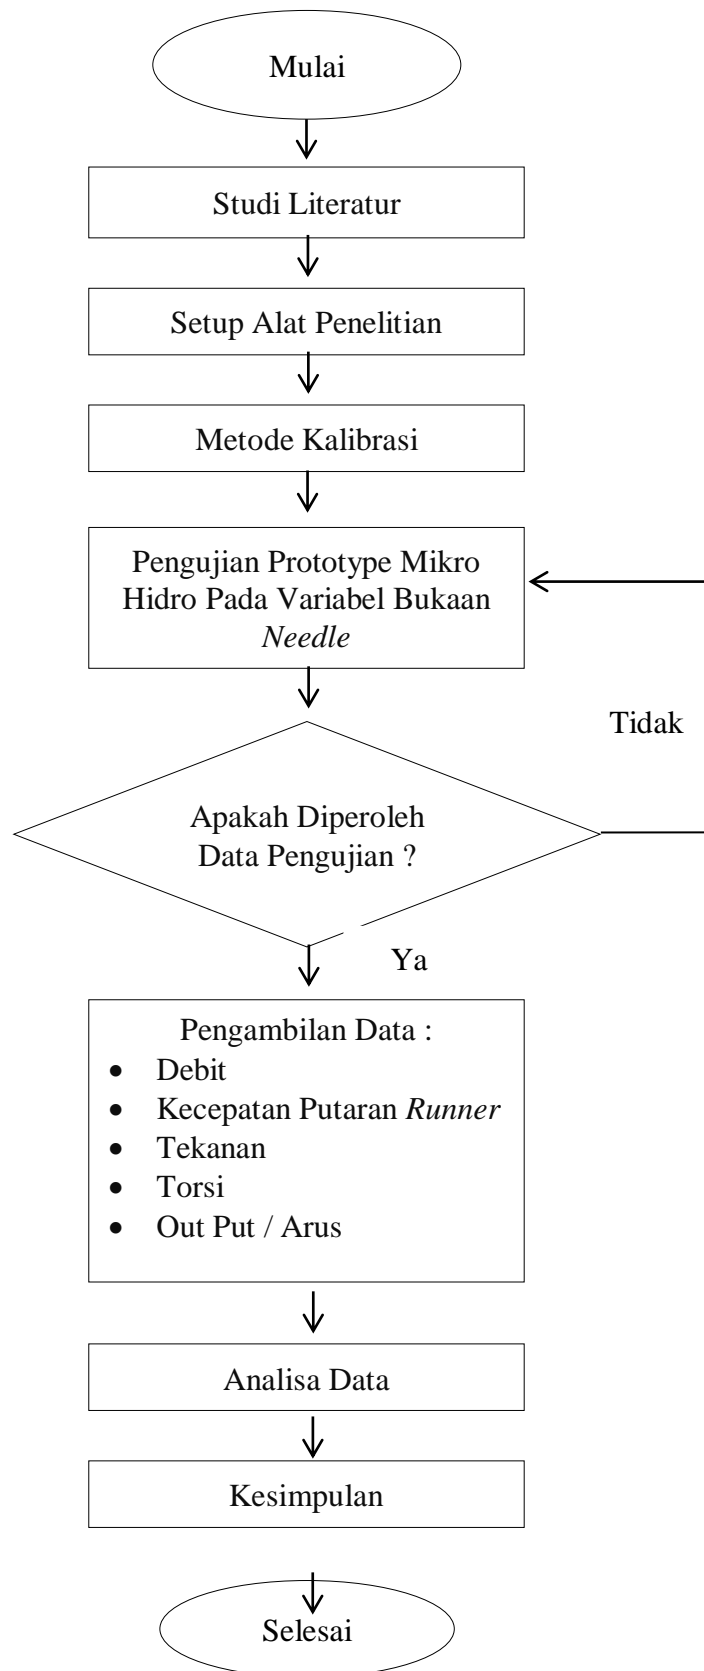 Mulai
Studi Literatur
Setup Alat Penelitian
Metode Kalibrasi
Pengujian Prototype Mikro
Hidro Pada Variabel Bukaan
Needle
Tidak
Apakah Diperoleh
Data Pengujian ?
Ya
Pengambilan Data :
• Debit
• Kecepatan Putaran Runner
• Tekanan
• Torsi
• Out Put / Arus
Analisa Data
Kesimpulan
Selesai